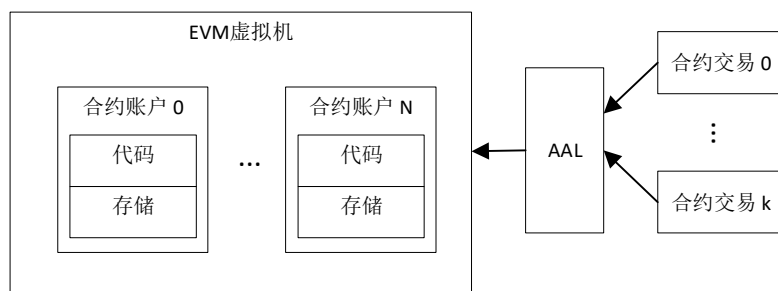 EVM虚拟机
合约账户 0
代码
存储
...
合约账户 N
代码
存储
AAL
合约交易 0
...
合约交易 k